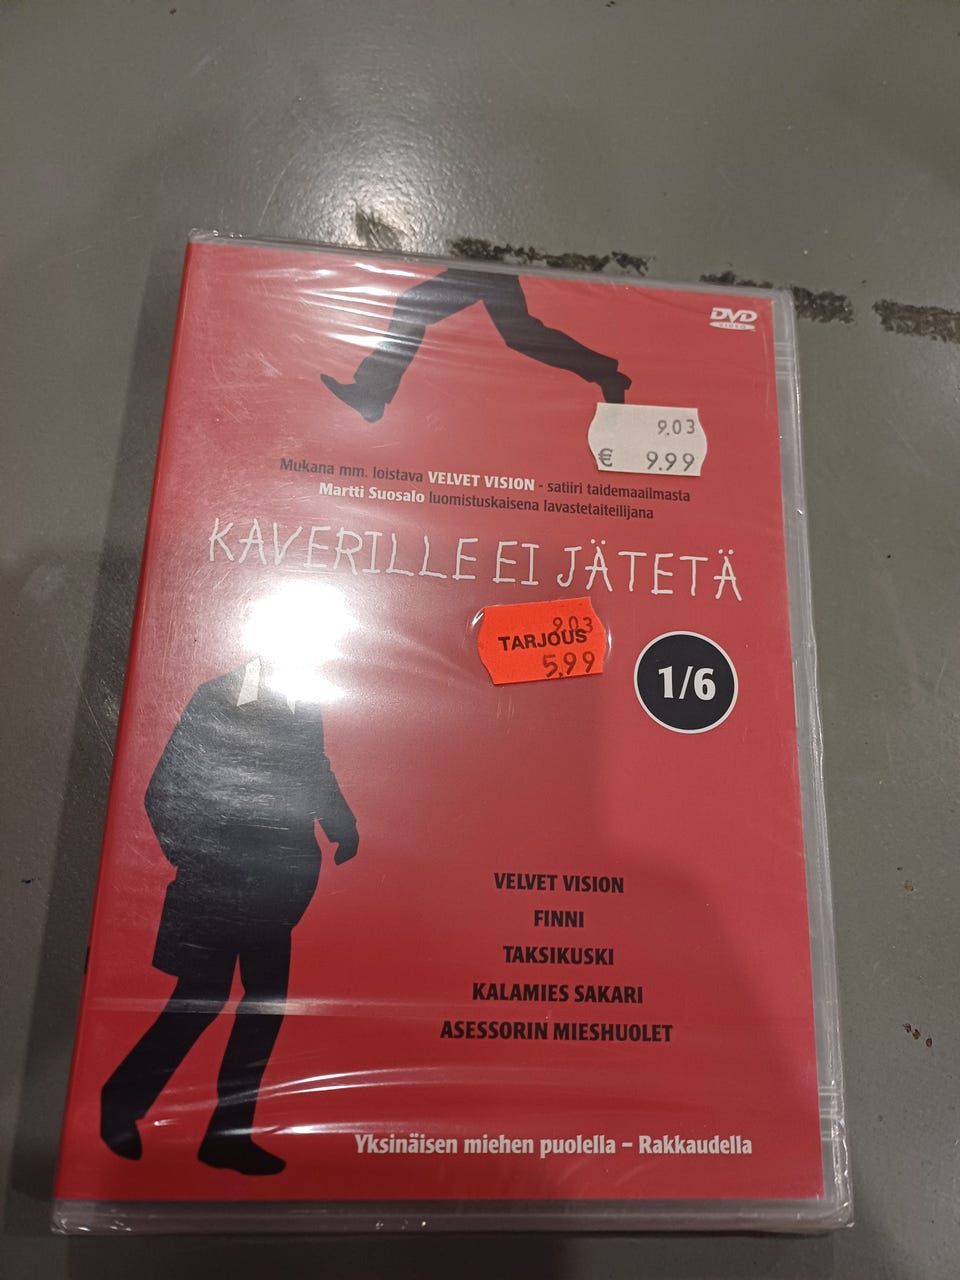 DVD
VIDEO
9.03
€ 9.99
Mukana mm. loistava VELVET VISION - satiiri taidemaailmasta
Martti Suosalo luomistuskaisena lavastetaiteilijana
KAVERILLE EI JÄTETÄ
9.03
TARJOUS
5.99
1/6
VELVET VISION
FINNI
TAKSIKUSKI
KALAMIES SAKARI
ASESSORIN MIESHUOLET
Yksinäisen miehen puolella – Rakkaudella